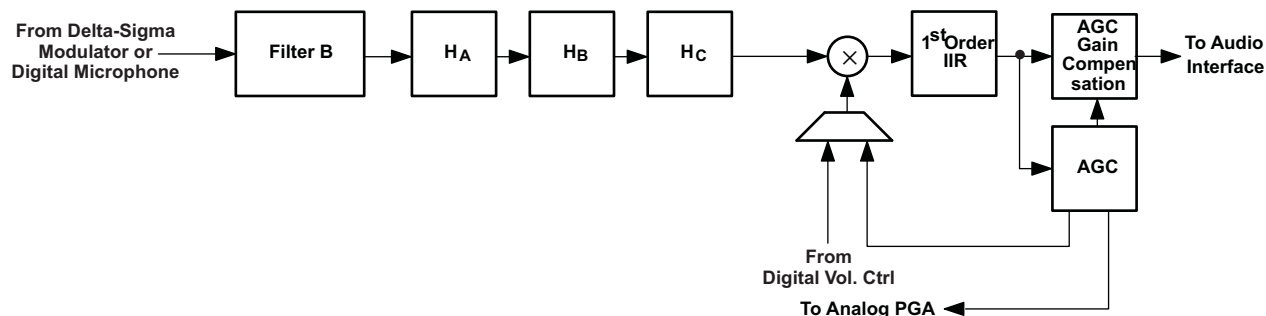 From Delta-Sigma
Modulator or
Digital Microphone
Filter B
HA
HB
HC
×
1st Order
IIR
AGC
Gain
Compen
sation
To Audio
Interface
AGC
From
Digital Vol. Ctrl
To Analog PGA